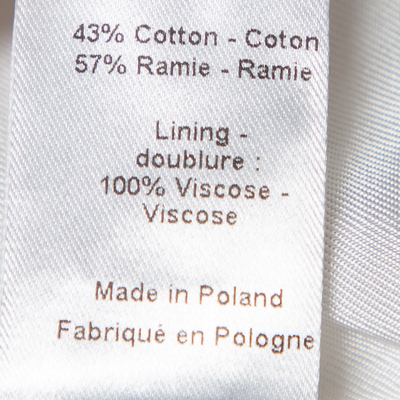 43% Cotton - Coton
57% Ramie - Ramie
Lining -
doublure :
100% Viscose -
Viscose
Made in Poland
Fabriqué en Pologne